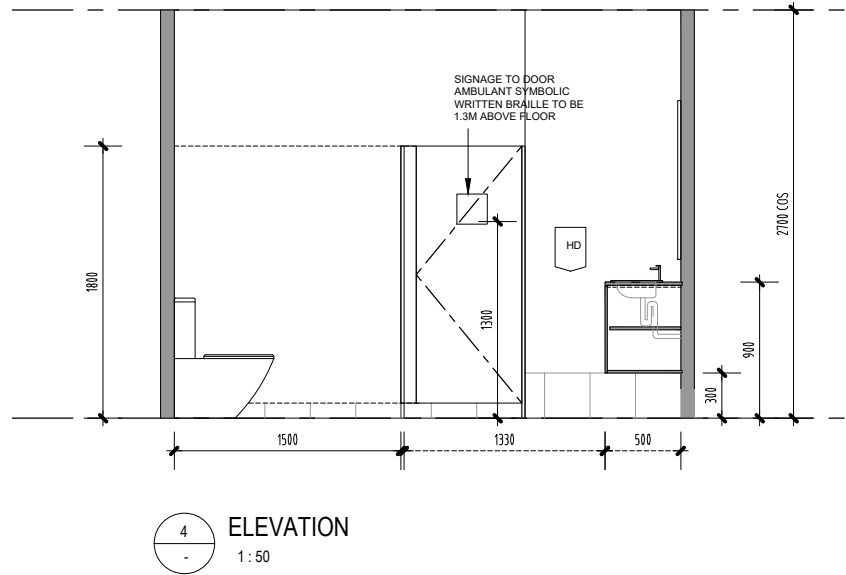 SIGNAGE TO DOOR
AMBULANT SYMBOLIC
WRITTEN BRAILLE TO BE
1.3M ABOVE FLOOR
2700 COS
HD
1800
1300
900
300
1500
1330
500
4
-
ELEVATION
1 : 50